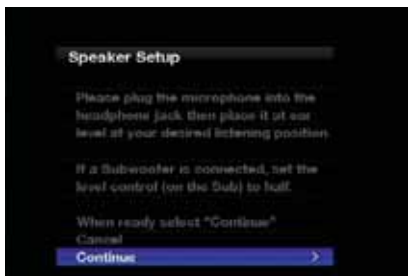 Speaker Setup
Please plug the microphone into the
headphone jack then place it at ear
level at your desired listening position
If a Subwoofer is connected, set the
level control (on the Sub) to half.
When ready select "Continue"
Cancel
Continue >